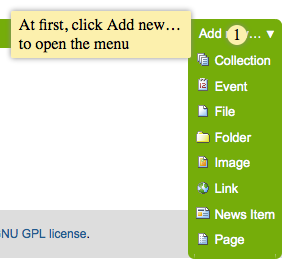 At first, click Add new…
to open the menu
Add … ▼
1
Collection
Event
File
Folder
Image
Link
News Item
Page
NU GPL license.